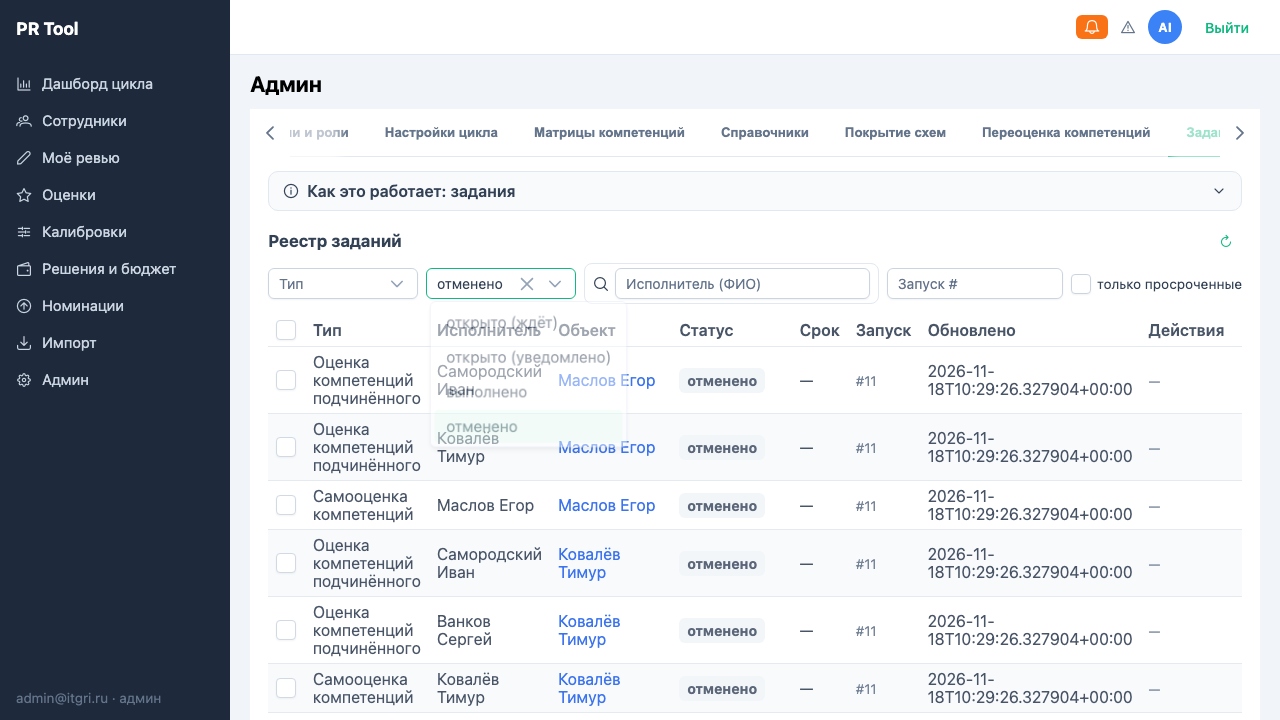 PR Tool
AI
Выйти
Дашборд цикла
Сотрудники
Моё ревью
Оценки
Калибровки
Решения и бюджет
Номинации
Импорт
Админ
admin@itgri.ru · админ
Админ
и и роли
Настройки цикла
Матрицы компетенций
Справочники
Покрытие схем
Переоценка компетенций
Зада
Как это работает: задания
Реестр заданий
Тип
отменено
Исполнитель (ФИО)
Запуск #
только просроченные
открыто (ждёт)
открыто (уведомлено)
выполнено
отменено
Тип
Исполнитель
Объект
Статус
Срок
Запуск
Обновлено
Действия
Оценка
компетенций
подчинённого
Самородский
Иван
Маслов Егор
отменено
—
#11
2026-11-
18T10:29:26.327904+00:00
—
Оценка
компетенций
подчинённого
Ковалёв
Тимур
Маслов Егор
отменено
—
#11
2026-11-
18T10:29:26.327904+00:00
—
Самооценка
компетенций
Маслов Егор
Маслов Егор
отменено
—
#11
2026-11-
18T10:29:26.327904+00:00
—
Оценка
компетенций
подчинённого
Самородский
Иван
Ковалёв
Тимур
отменено
—
#11
2026-11-
18T10:29:26.327904+00:00
—
Оценка
компетенций
подчинённого
Ванков
Сергей
Ковалёв
Тимур
отменено
—
#11
2026-11-
18T10:29:26.327904+00:00
—
Самооценка
компетенций
Ковалёв
Тимур
Ковалёв
Тимур
отменено
—
#11
2026-11-
18T10:29:26.327904+00:00
—